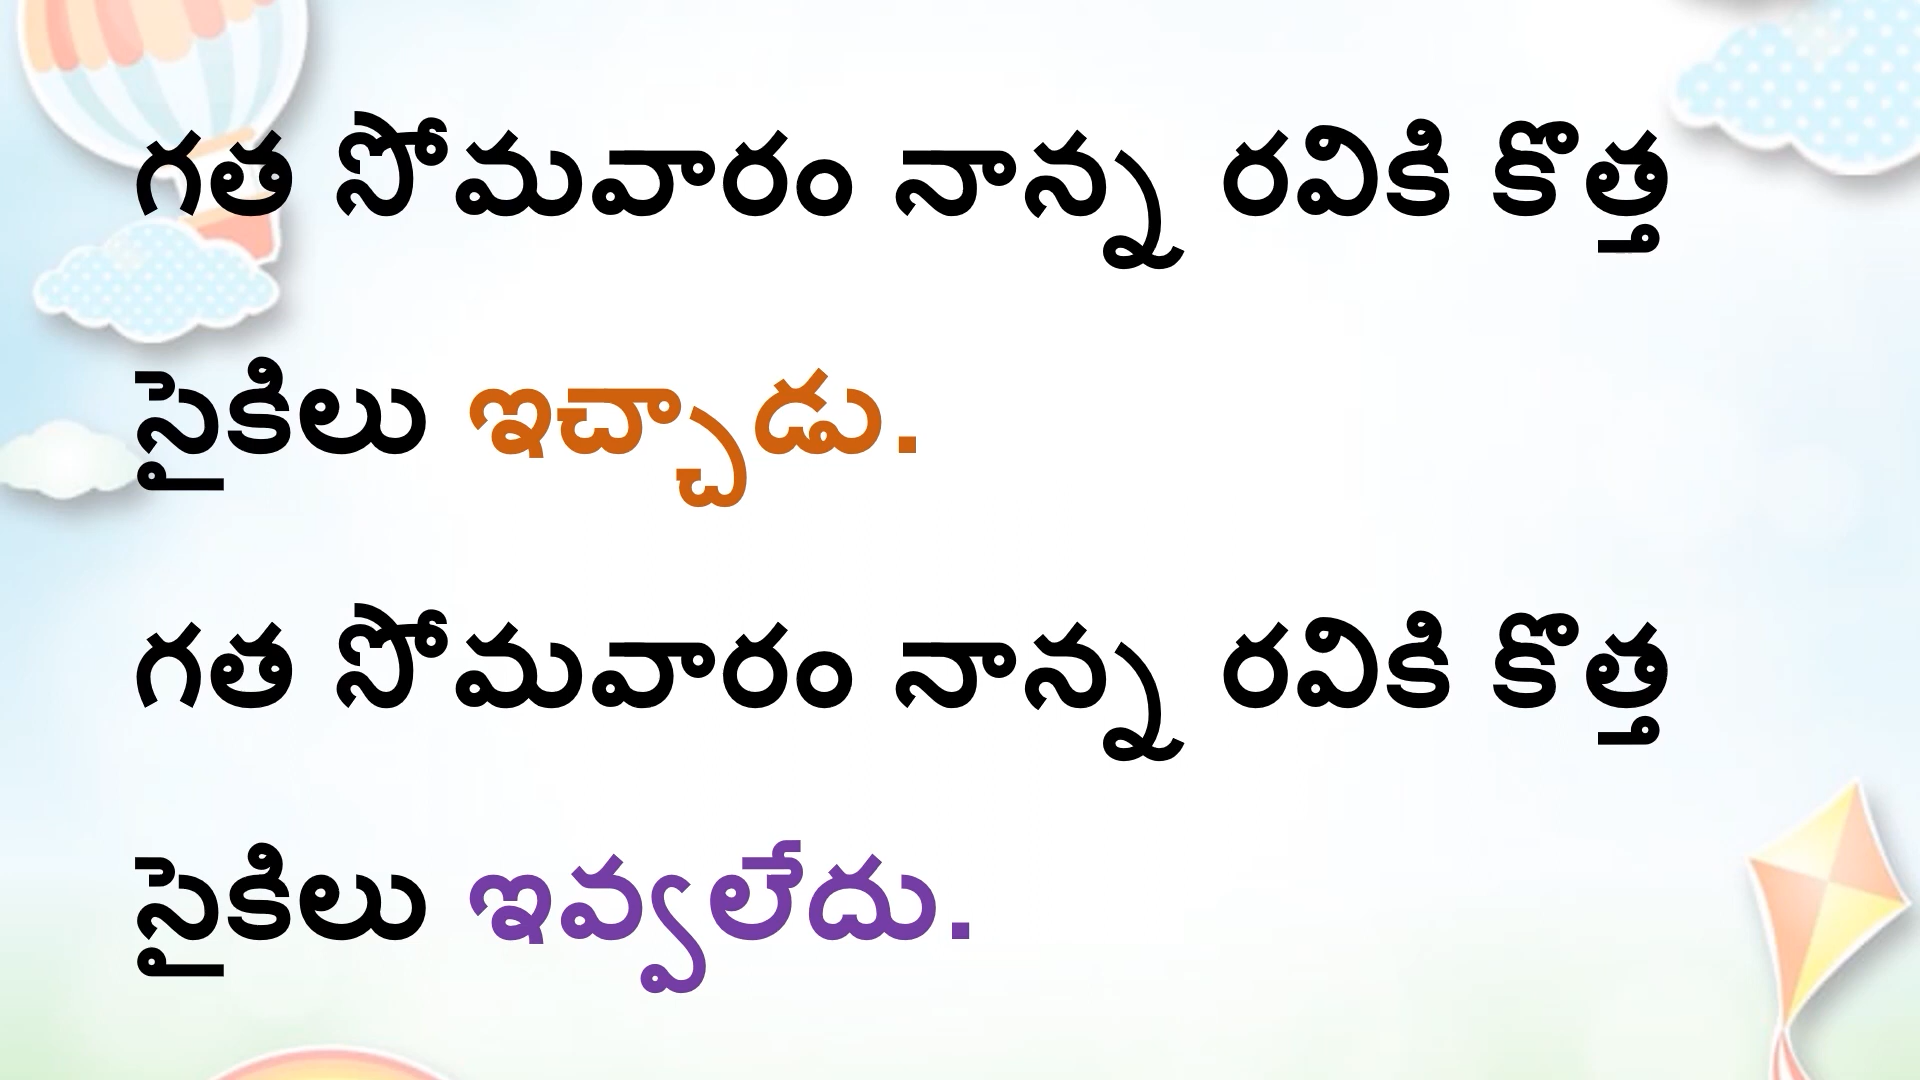 గత సోమవారం నాన్న రవికి కొత్త
సైకిలు ఇచ్చాడు.
గత సోమవారం నాన్న రవికి కొత్త
సైకిలు ఇవ్వలేదు.